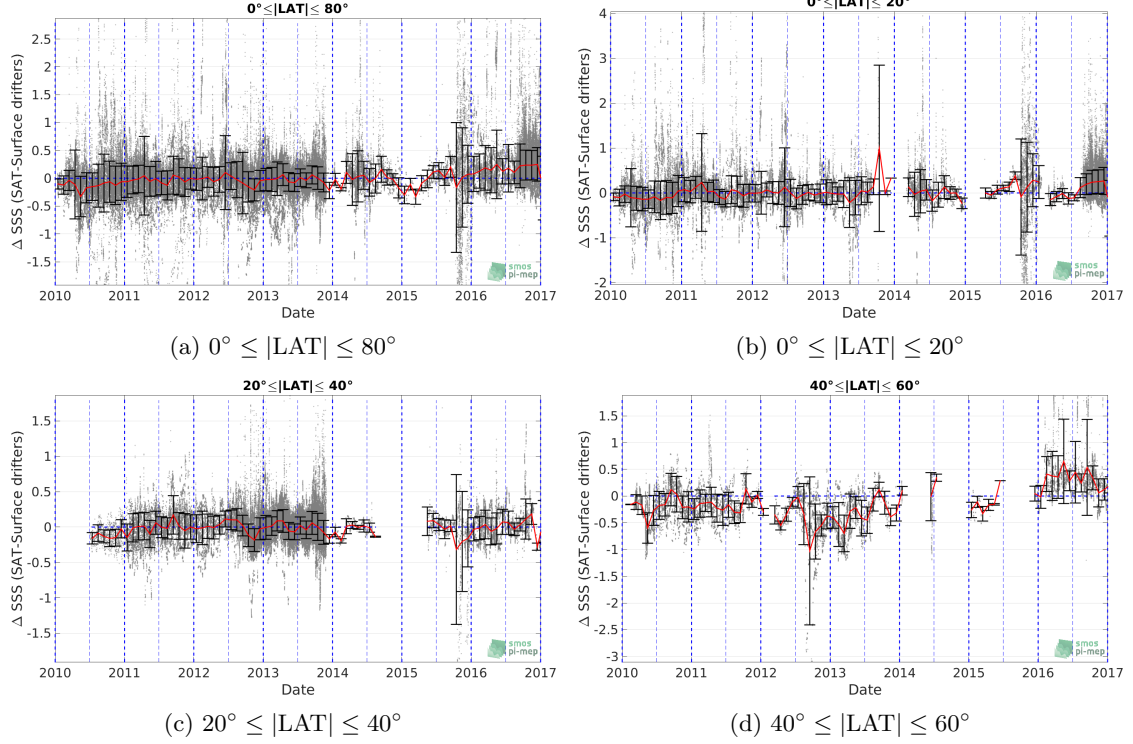 0°≤|LAT|≤ 80°
Δ SSS (SAT-Surface drifters)
2.5
2
1.5
1
0.5
0
-0.5
-1
-1.5
smos
pi-mep
2010 2011 2012 2013 2014 2015 2016 2017
Date
(a) 0° ≤ |LAT| ≤ 80°
0°≤|LAT|≤ 20°
Δ SSS (SAT-Surface drifters)
4
3
2
1
0
-1
-2
smos
pi-mep
2010 2011 2012 2013 2014 2015 2016 2017
Date
(b) 0° ≤ |LAT| ≤ 20°
20°≤|LAT|≤ 40°
Δ SSS (SAT-Surface drifters)
1.5
1
0.5
0
-0.5
-1
-1.5
smos
pi-mep
2010 2011 2012 2013 2014 2015 2016 2017
Date
(c) 20° ≤ |LAT| ≤ 40°
40°≤|LAT|≤ 60°
Δ SSS (SAT-Surface drifters)
1.5
1
0.5
0
-0.5
-1
-1.5
-2
-2.5
-3
smos
pi-mep
2010 2011 2012 2013 2014 2015 2016 2017
Date
(d) 40° ≤ |LAT| ≤ 60°